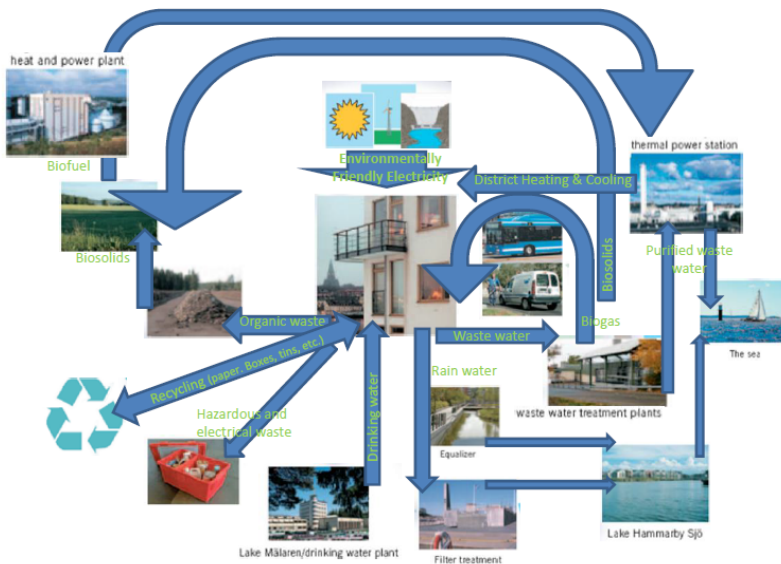 heat and power plant
Biofuel
Environmentally
Friendly Electricity
thermal power station
District Heating & Cooling
Biosolids
Biosolids
Purified waste
water
Organic waste
Waste water
Biogas
The sea
Recycling (paper, Boxes, tins, etc.)
Rain water
waste water treatment plants
Hazardous and
electrical waste
Drinking water
Equalizer
Lake Hammarby Sjö
Lake Mälaren/drinking water plant
Filter treatment